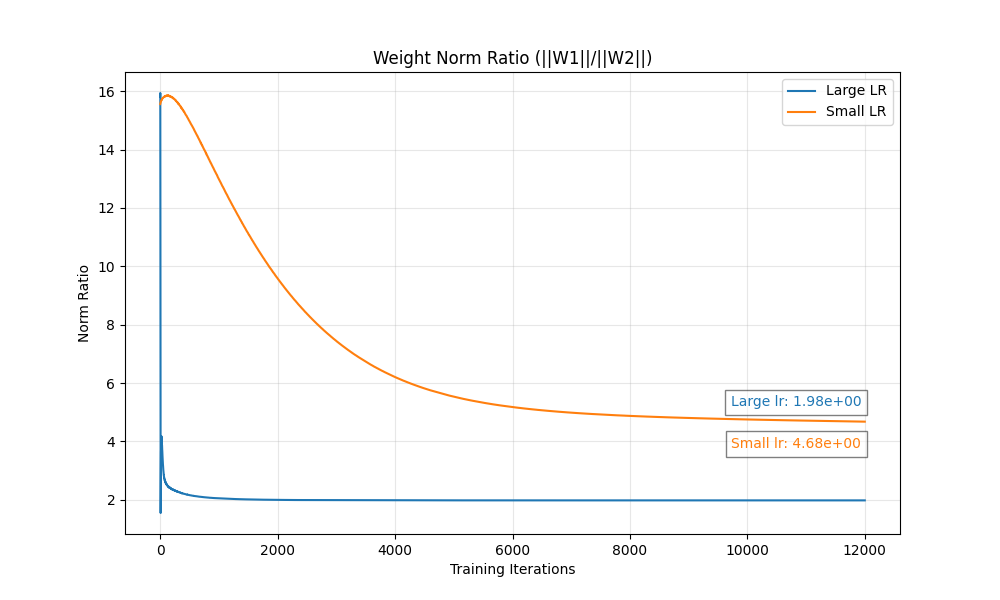 Weight Norm Ratio (||W1||/||W2||)
Large LR
Small LR
Norm Ratio
16
14
12
10
8
6
4
2
Large lr: 1.98e+00
Small lr: 4.68e+00
0
2000
4000
6000
8000
10000
12000
Training Iterations